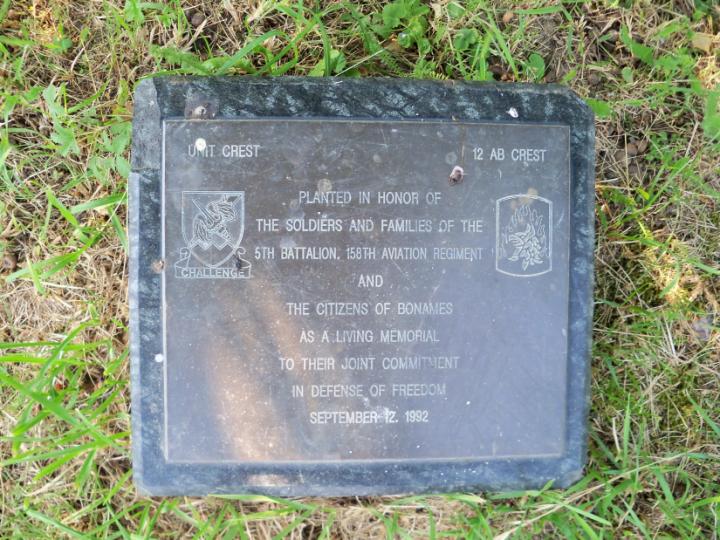 UNIT CREST
12 AB CREST
PLANTED IN HONOR OF
THE SOLDIERS AND FAMILIES OF THE
5TH BATTALION, 158TH AVIATION REGIMENT
CHALLENGE
AND
THE CITIZENS OF BONAMES
AS A LIVING MEMORIAL
TO THEIR JOINT COMMITMENT
IN DEFENSE OF FREEDOM
SEPTEMBER 12, 1992